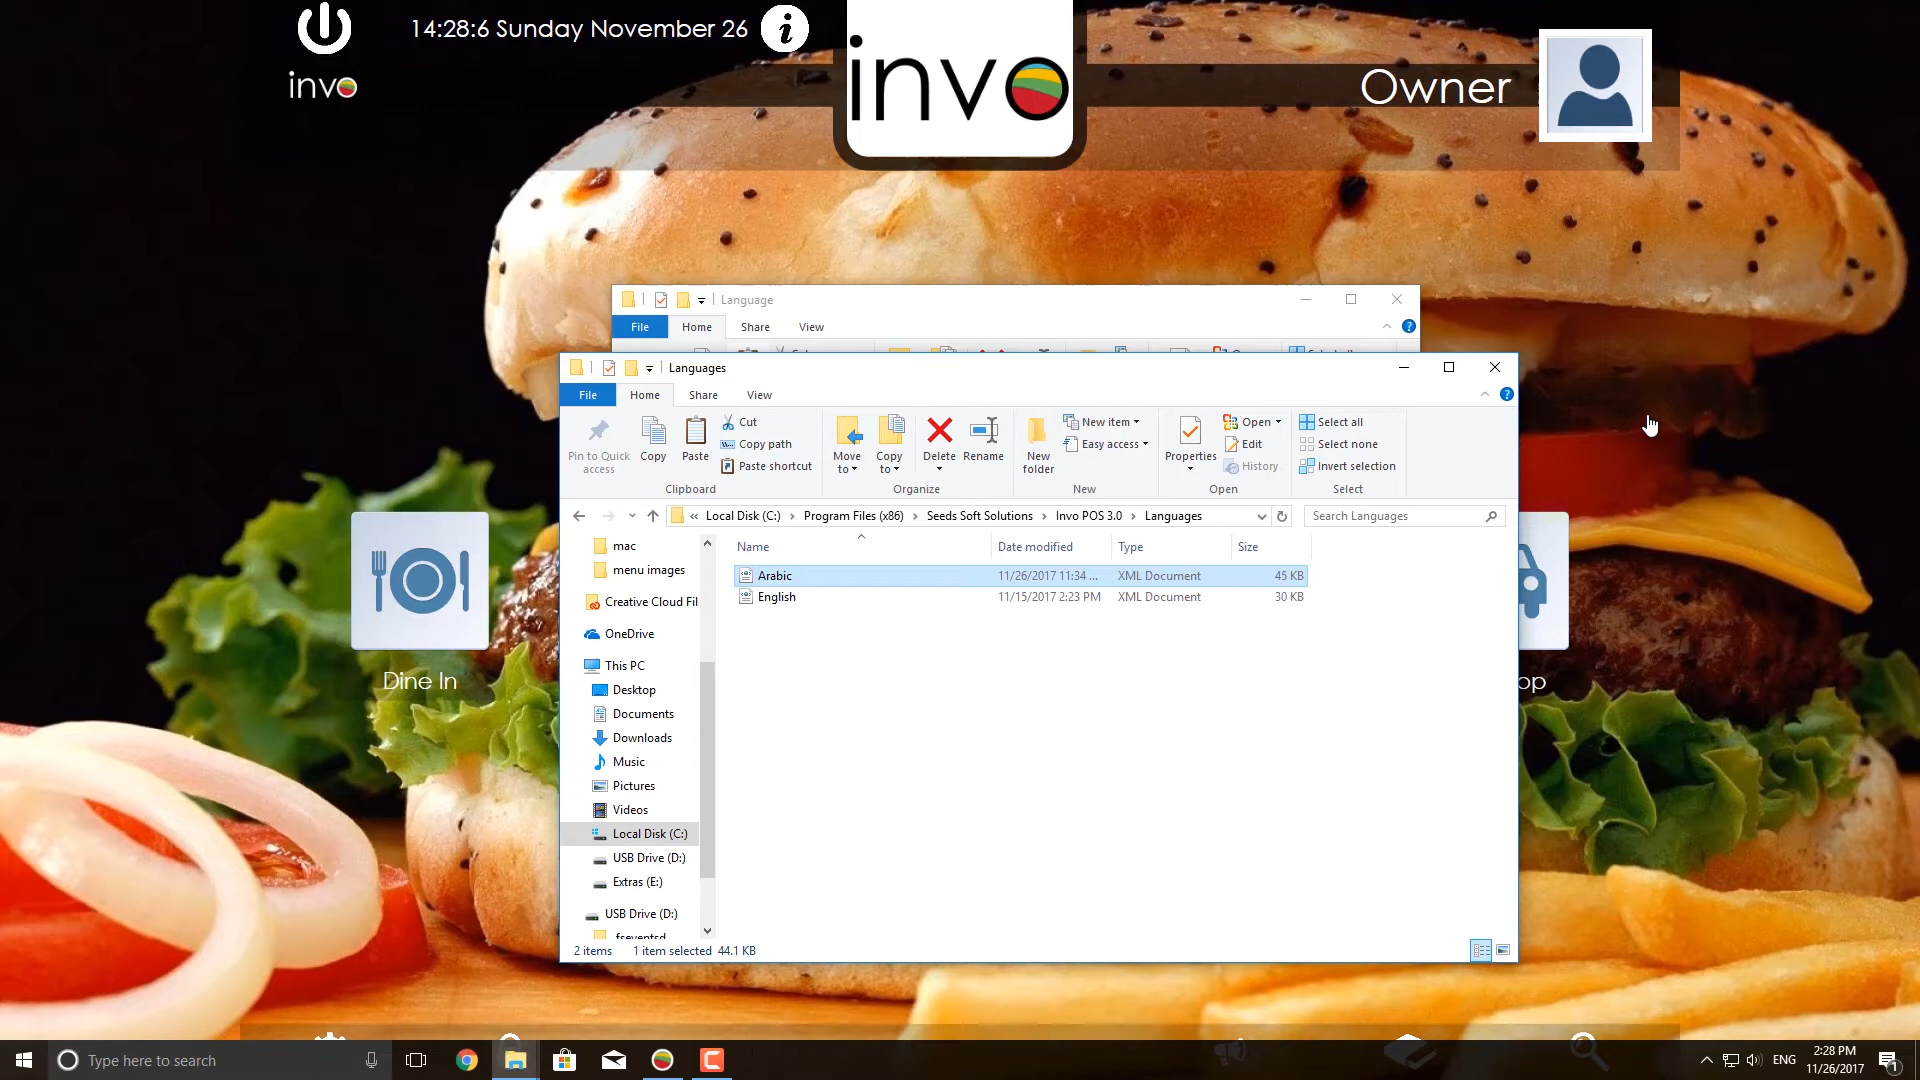 14:28:6 Sunday November 26
i
invo
invo
Owner
Language
File Home Share View
Languages
File Home Share View
Pin to Quick access
Copy
Paste
Cut
Copy path
Paste shortcut
Clipboard
Move to
Copy to
Delete
Rename
Organize
New folder
New item
Easy access
New
Properties
Open
Edit
History
Open
Select all
Select none
Invert selection
Select
« Local Disk (C:) > Program Files (x86) > Seeds Soft Solutions > Invo POS 3.0 > Languages
Search Languages
Name Date modified Type Size
Arabic 11/26/2017 11:34 ... XML Document 45 KB
English 11/15/2017 2:23 PM XML Document 30 KB
mac
menu images
Creative Cloud Fil
OneDrive
This PC
Desktop
Documents
Downloads
Music
Pictures
Videos
Local Disk (C:)
USB Drive (D:)
Extras (E:)
USB Drive (D:)
.fseventsd
2 items 1 item selected 44.1 KB
Dine In
op
Type here to search
ENG
2:28 PM
11/26/2017
1